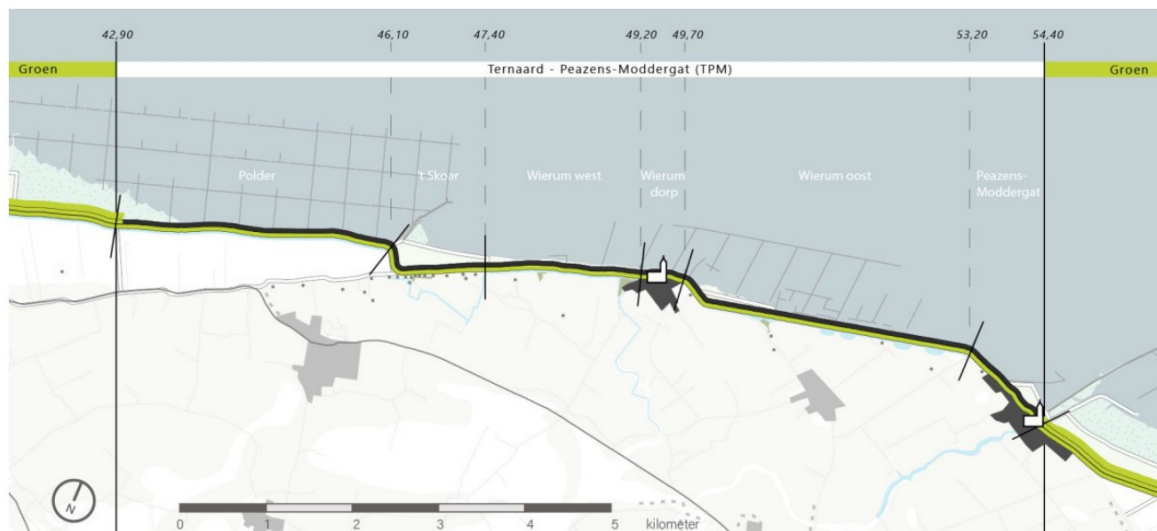 42,90 46,10 47,40 49,20 49,70 53,20 54,40
Groen Ternaard - Peazens-Moddergat (TPM) Groen
Polder 't Skoar Wierum west Wierum dorp Wierum oost Peazens-Moddergat
N
0 1 2 3 4 5 kilometer